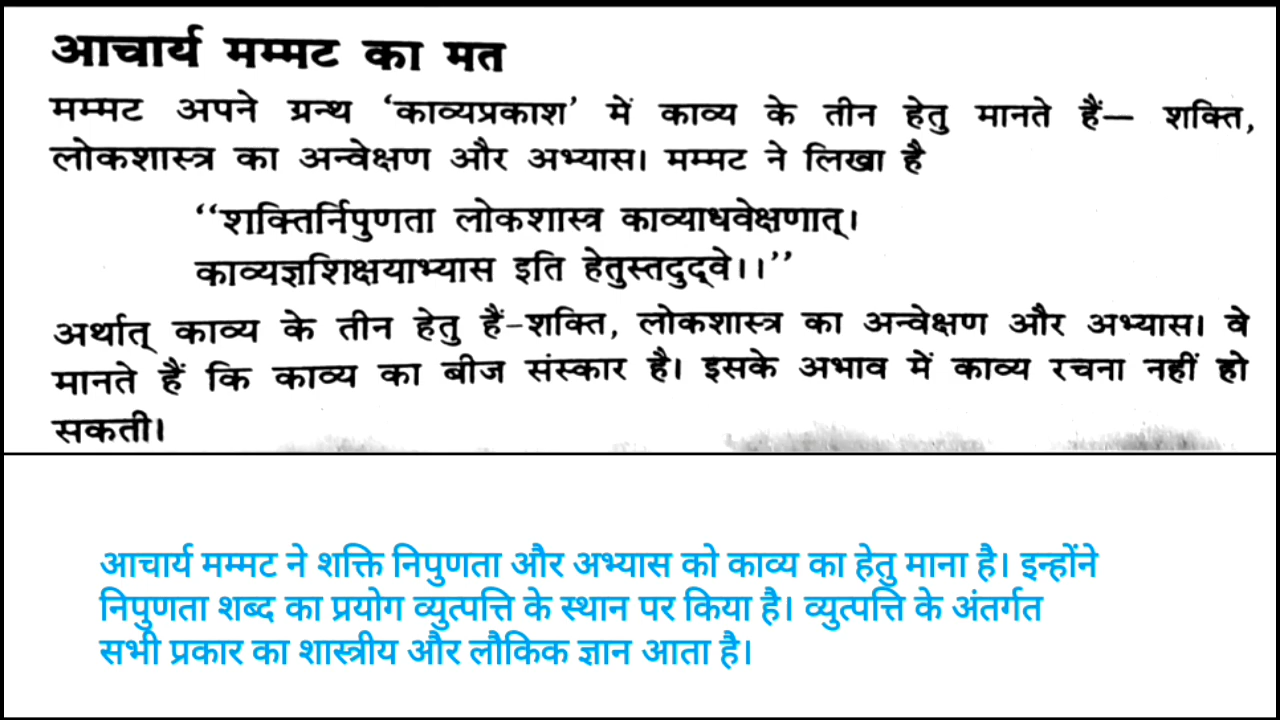 आचार्य मम्मट का मत
मम्मट अपने ग्रन्थ ‘काव्यप्रकाश’ में काव्य के तीन हेतु मानते हैं— शक्ति,
लोकशास्त्र का अन्वेक्षण और अभ्यास। मम्मट ने लिखा है
‘‘शक्तिर्निपुणता लोकशास्त्र काव्याधवेक्षणात्।
काव्यज्ञशिक्षयाभ्यास इति हेतुस्तदुद्वे।।’’
अर्थात् काव्य के तीन हेतु हैं-शक्ति, लोकशास्त्र का अन्वेक्षण और अभ्यास। वे
मानते हैं कि काव्य का बीज संस्कार है। इसके अभाव में काव्य रचना नहीं हो
सकती।
आचार्य मम्मट ने शक्ति निपुणता और अभ्यास को काव्य का हेतु माना है। इन्होंने
निपुणता शब्द का प्रयोग व्युत्पत्ति के स्थान पर किया है। व्युत्पत्ति के अंतर्गत
सभी प्रकार का शास्त्रीय और लौकिक ज्ञान आता है।